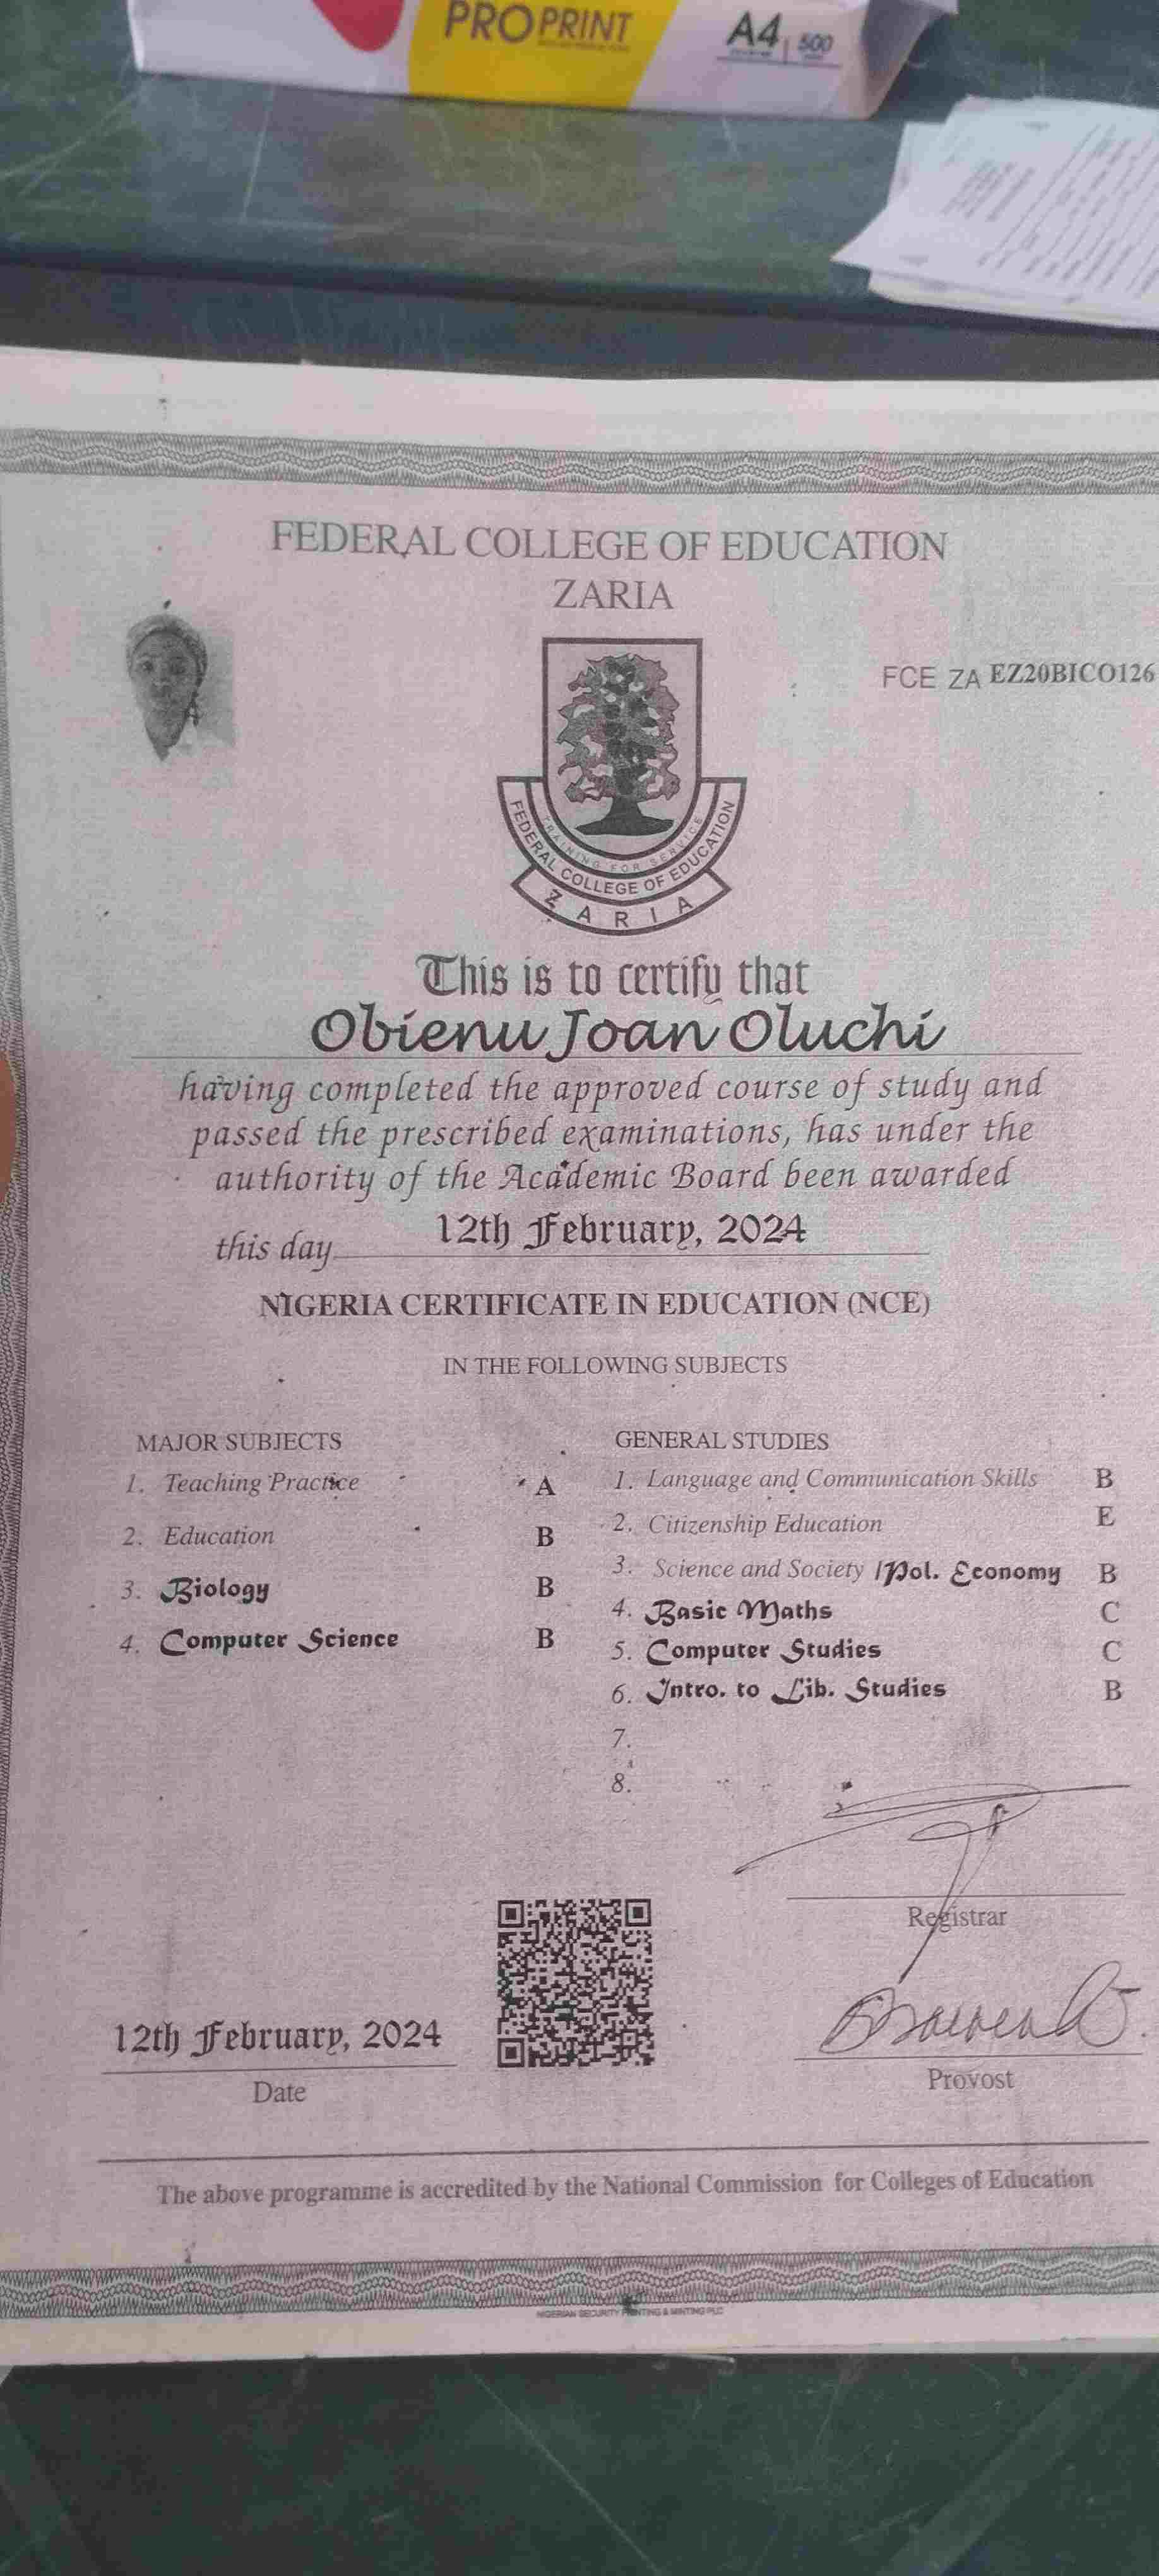 PROPRINT
A4 500
FEDERAL COLLEGE OF EDUCATION
ZARIA
FCE ZA EZ20BICO126
TRAINING FOR SERVICE
FEDERAL COLLEGE OF EDUCATION
ZARIA
This is to certify that
Obienu Joan Oluchi
having completed the approved course of study and
passed the prescribed examinations, has under the
authority of the Academic Board been awarded
this day 12th February, 2024
NIGERIA CERTIFICATE IN EDUCATION (NCE)
IN THE FOLLOWING SUBJECTS
MAJOR SUBJECTS
1. Teaching Practice A
2. Education B
3. Biology B
4. Computer Science B
GENERAL STUDIES
1. Language and Communication Skills B
2. Citizenship Education E
3. Science and Society /Pol. Economy B
4. Basic Maths C
5. Computer Studies C
6. Intro. to Lib. Studies B
7.
8.
Registrar
12th February, 2024
Date
Provost
The above programme is accredited by the National Commission for Colleges of Education
NIGERIAN SECURITY PRINTING & MINTING PLC